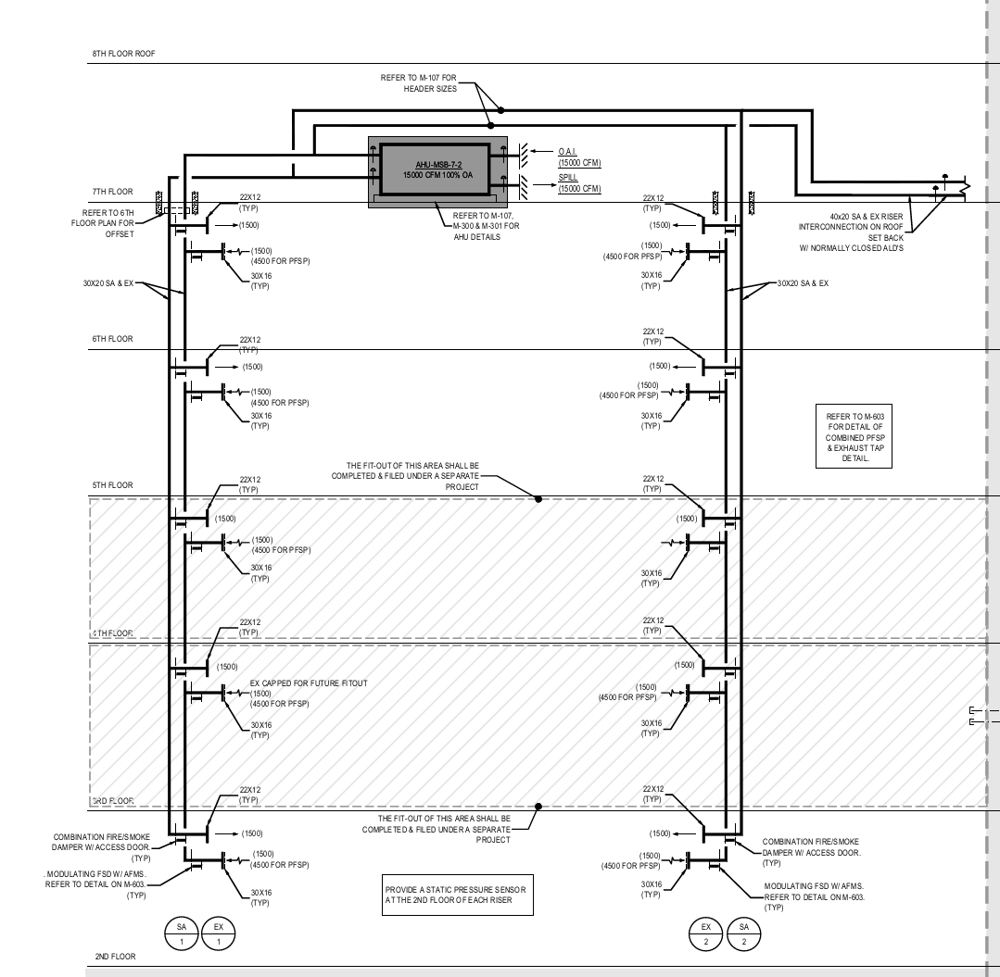 8TH FLOOR ROOF
REFER TO M-107 FOR
HEADER SIZES
AHU-MSB-7-2
15000 CFM 100% OA
O.A.I.
(15000 CFM)
SPILL
(15000 CFM)
7TH FLOOR
REFER TO 6TH
FLOOR PLAN FOR
OFFSET
22X12
(TYP)
(1500)
(1500)
(4500 FOR PFSP)
30X16
(TYP)
30X20 SA & EX
REFER TO M-107,
M-300 & M-301 FOR
AHU DETAILS
22X12
(TYP)
(1500)
(1500)
(4500 FOR PFSP)
30X16
(TYP)
30X20 SA & EX
40x20 SA & EX RISER
INTERCONNECTION ON ROOF
SET BACK
W/ NORMALLY CLOSED ALD'S
6TH FLOOR
22X12
(TYP)
(1500)
(1500)
(4500 FOR PFSP)
30X16
(TYP)
22X12
(TYP)
(1500)
(1500)
(4500 FOR PFSP)
30X16
(TYP)
REFER TO M-603
FOR DETAIL OF
COMBINED PFSP
& EXHAUST TAP
DETAIL.
THE FIT-OUT OF THIS AREA SHALL BE
COMPLETED & FILED UNDER A SEPARATE
PROJECT
5TH FLOOR
22X12
(TYP)
(1500)
(1500)
(4500 FOR PFSP)
30X16
(TYP)
22X12
(TYP)
(1500)
30X16
(TYP)
4TH FLOOR
22X12
(TYP)
(1500)
EX CAPPED FOR FUTURE FITOUT
(1500)
(4500 FOR PFSP)
30X16
(TYP)
22X12
(TYP)
(1500)
(1500)
(4500 FOR PFSP)
30X16
(TYP)
3RD FLOOR
22X12
(TYP)
(1500)
(1500)
(4500 FOR PFSP)
30X16
(TYP)
COMBINATION FIRE/SMOKE
DAMPER W/ ACCESS DOOR.
(TYP)
. MODULATING FSD W/ AFMS.
REFER TO DETAIL ON M-603.
(TYP)
THE FIT-OUT OF THIS AREA SHALL BE
COMPLETED & FILED UNDER A SEPARATE
PROJECT
PROVIDE A STATIC PRESSURE SENSOR
AT THE 2ND FLOOR OF EACH RISER
22X12
(TYP)
(1500)
(1500)
(4500 FOR PFSP)
30X16
(TYP)
COMBINATION FIRE/SMOKE
DAMPER W/ ACCESS DOOR.
(TYP)
MODULATING FSD W/ AFMS.
REFER TO DETAIL ON M-603.
(TYP)
SA
1
EX
1
EX
2
SA
2
2ND FLOOR